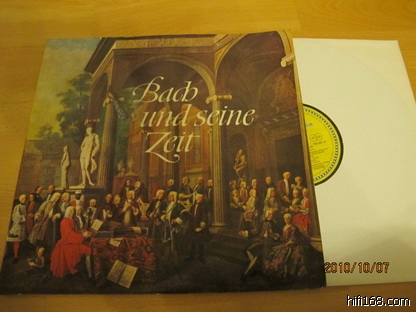 Bach
und seine
Zeit
2010/10/07
hifi168.com